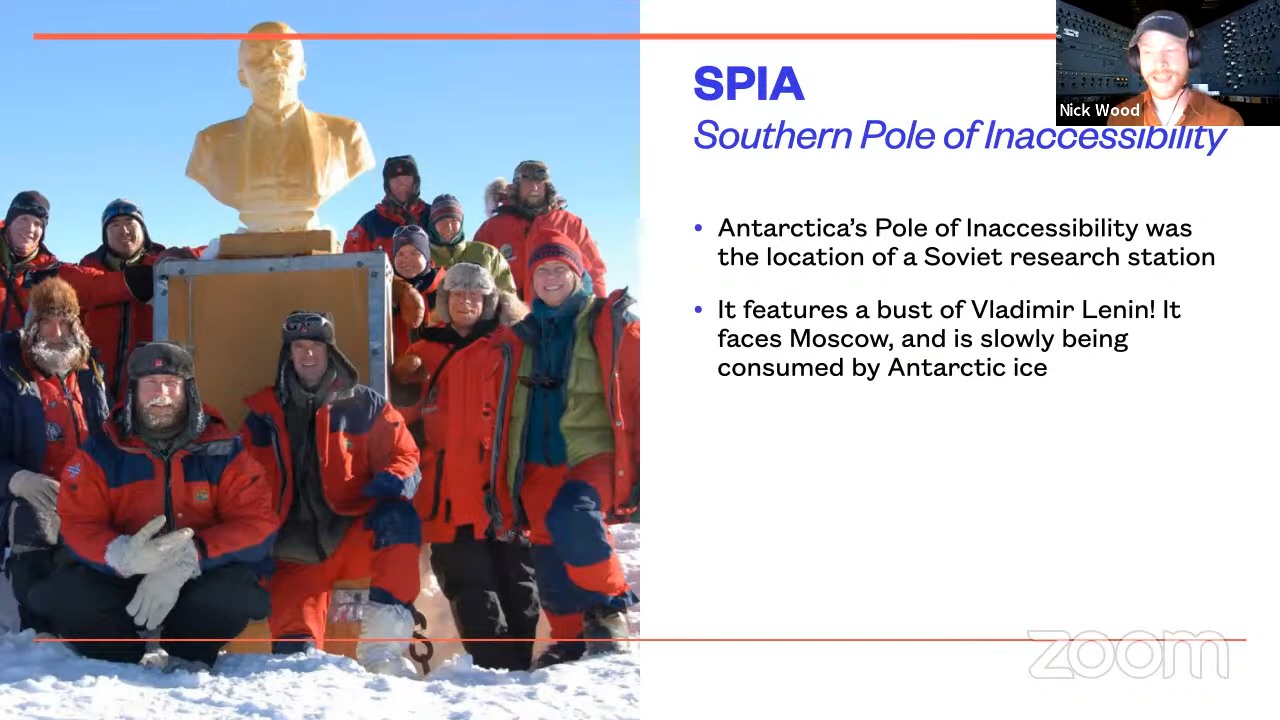 SPIA
Southern Pole of Inaccessibility
Nick Wood
• Antarctica’s Pole of Inaccessibility was
the location of a Soviet research station
• It features a bust of Vladimir Lenin! It
faces Moscow, and is slowly being
consumed by Antarctic ice
zoom